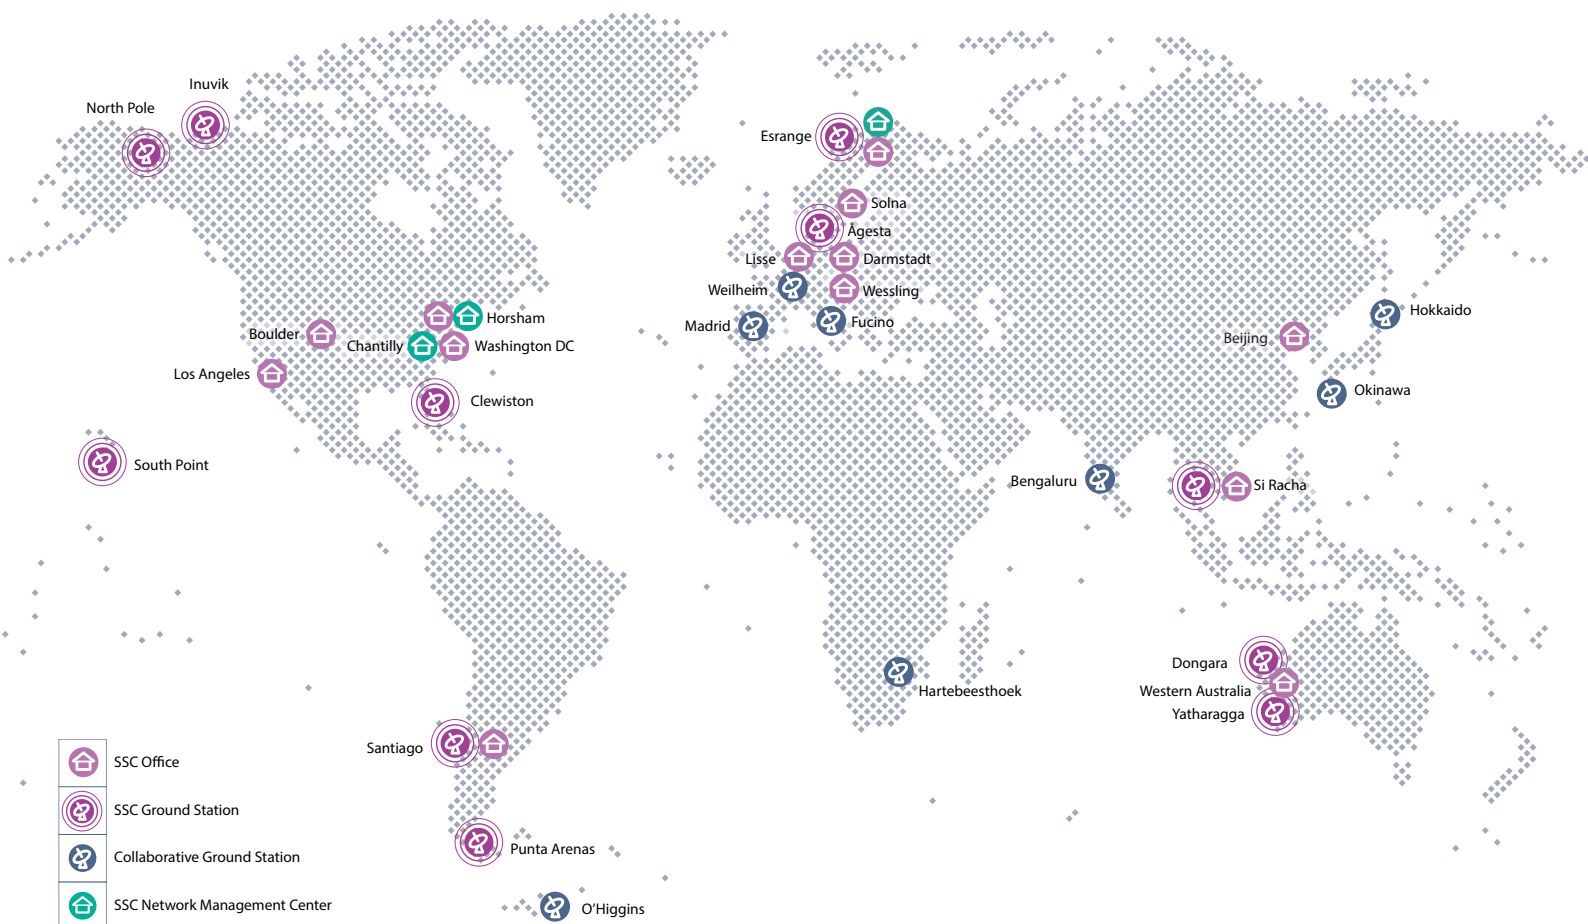 Inuvik
North Pole
Esrange
Solna
Ågesta
Lisse
Darmstadt
Weilheim
Wessling
Madrid
Fucino
Horsham
Boulder
Chantilly
Washington DC
Los Angeles
Clewiston
South Point
Hokkaido
Beijing
Okinawa
Bengaluru
Si Racha
Dongara
Western Australia
Yatharagga
Hartebeesthoek
Santiago
Punta Arenas
O'Higgins
SSC Office
SSC Ground Station
Collaborative Ground Station
SSC Network Management Center